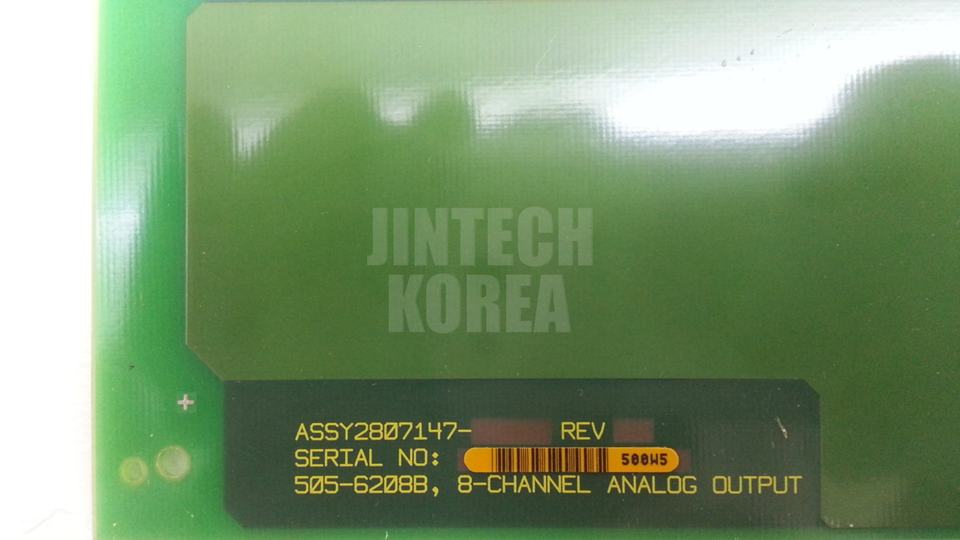 JINTECH
KOREA
ASSY2807147- REV
SERIAL NO: 500W5
505-6208B, 8-CHANNEL ANALOG OUTPUT